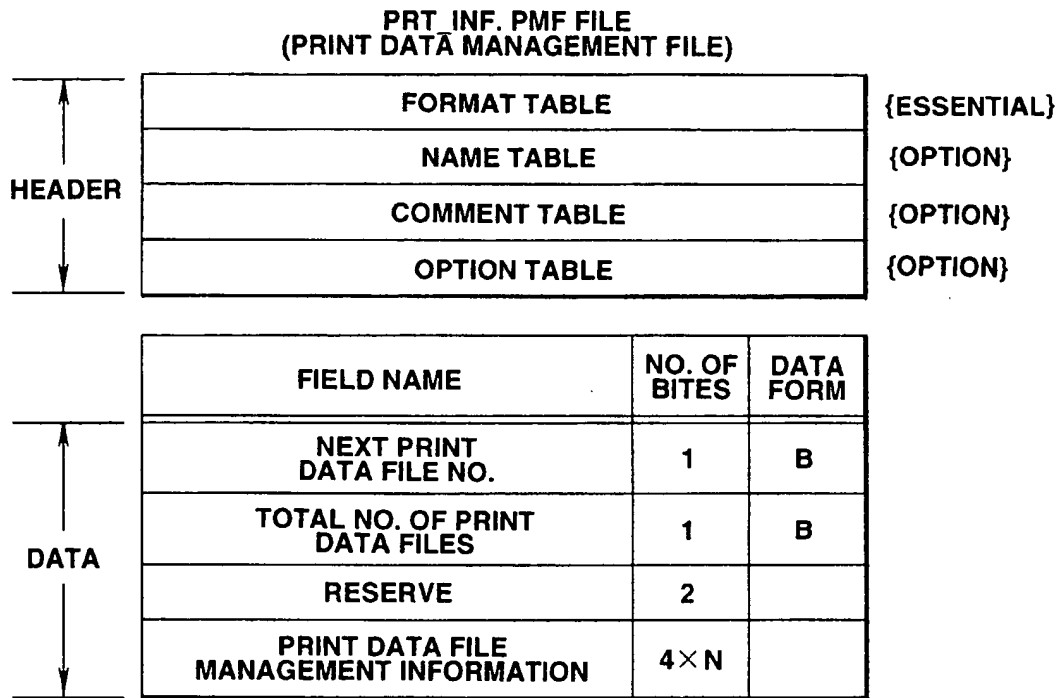 PRT_INF. PMF FILE
(PRINT DATA MANAGEMENT FILE)
HEADER
FORMAT TABLE {ESSENTIAL}
NAME TABLE {OPTION}
COMMENT TABLE {OPTION}
OPTION TABLE {OPTION}
FIELD NAME
NO. OF
BITES
DATA
FORM
DATA
NEXT PRINT
DATA FILE NO.
1
B
TOTAL NO. OF PRINT
DATA FILES
1
B
RESERVE
2
PRINT DATA FILE
MANAGEMENT INFORMATION
4×N